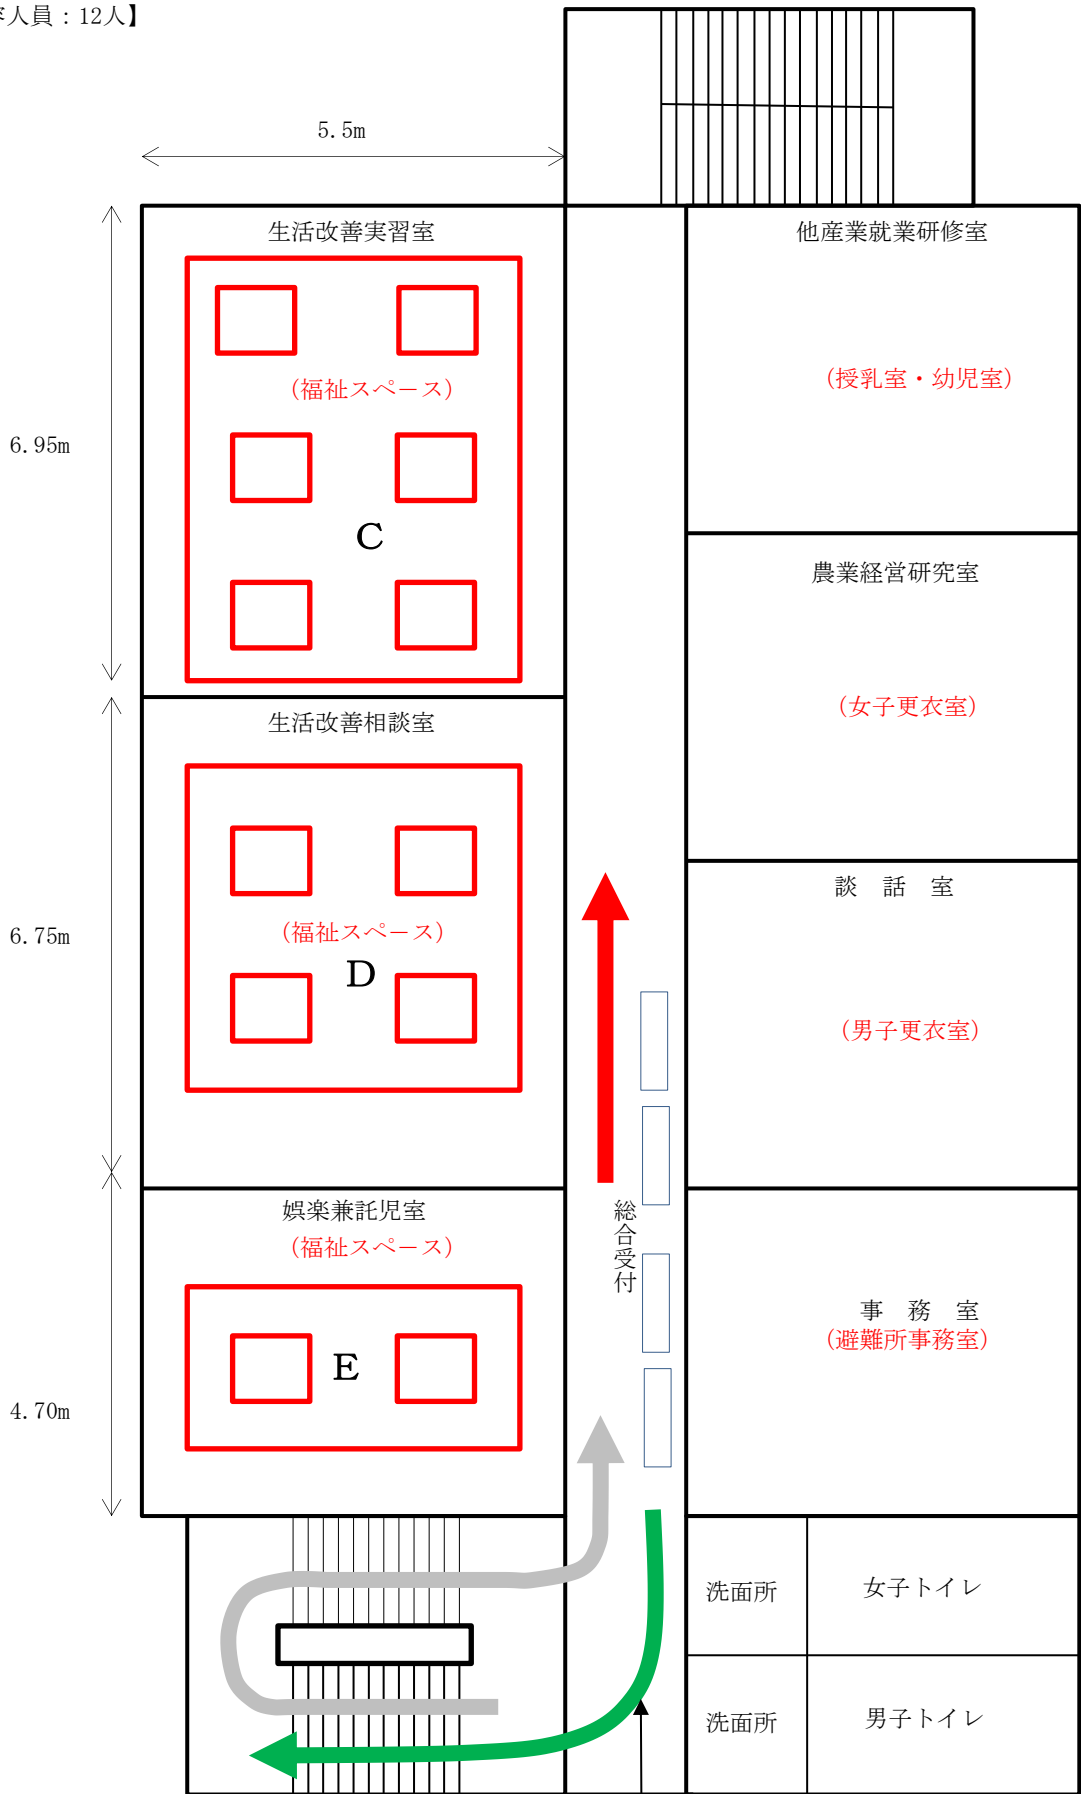 人員：12人】
5.5m
生活改善実習室
他産業就業研修室
（福祉スペース）
（授乳室・幼児室）
6.95m
C
農業経営研究室
（女子更衣室）
生活改善相談室
談　話　室
（福祉スペース）
6.75m
D
（男子更衣室）
娯楽兼託児室
（福祉スペース）
総合受付
事　務　室
（避難所事務室）
E
4.70m
洗面所
女子トイレ
洗面所
男子トイレ